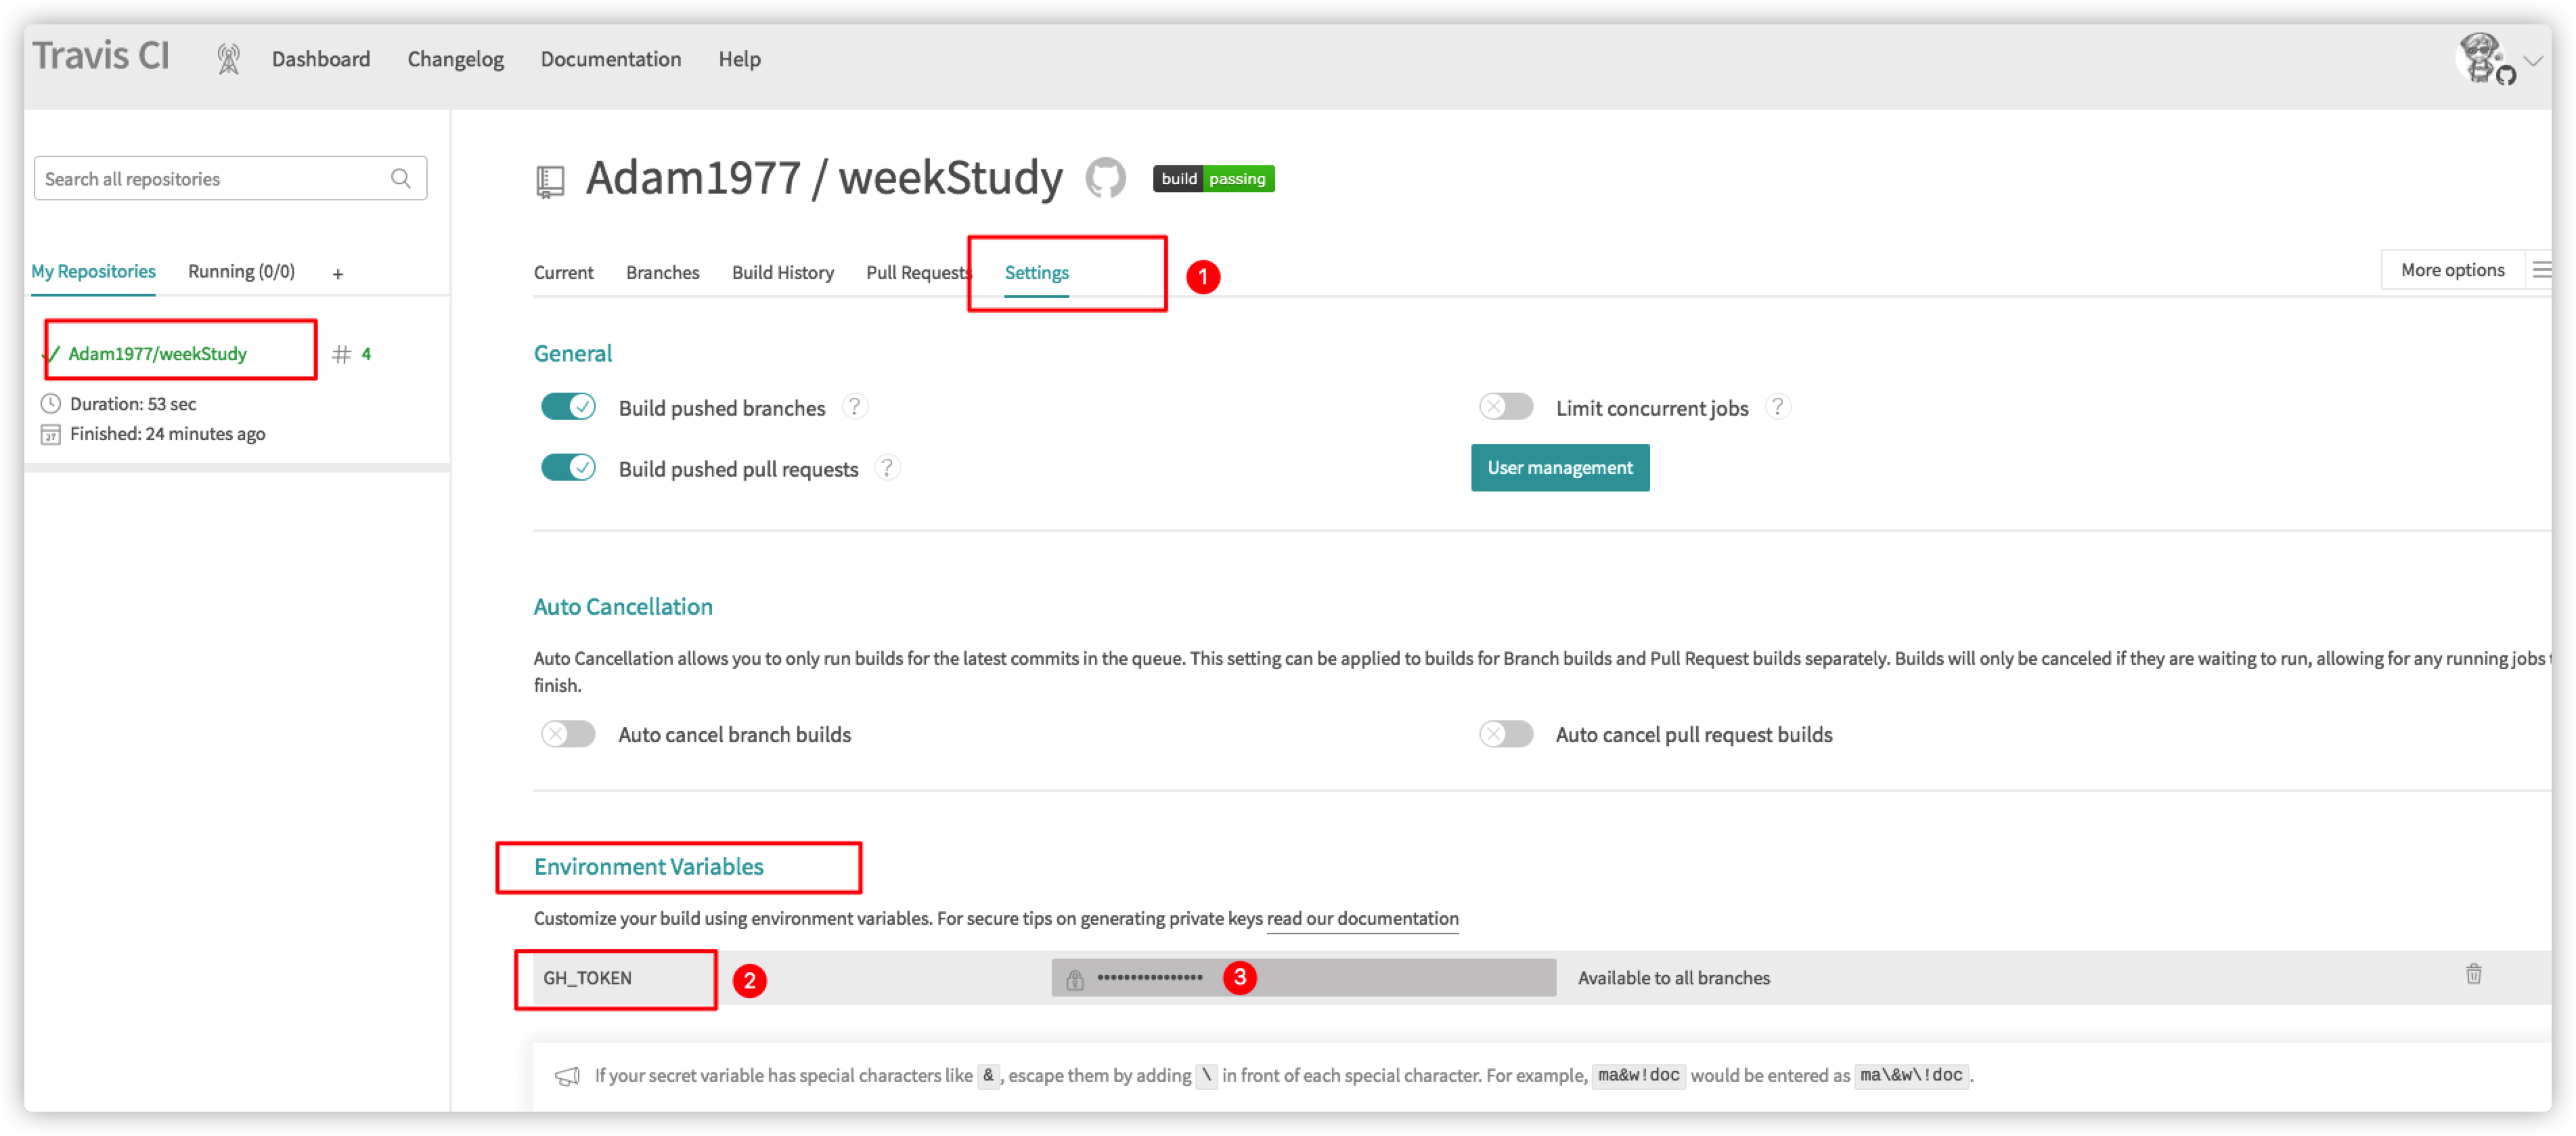 Travis CI Dashboard Changelog Documentation Help
Search all repositories
My Repositories Running (0/0) +
Adam1977/weekStudy # 4
Duration: 53 sec
27 Finished: 24 minutes ago
Adam1977 / weekStudy build passing
Current Branches Build History Pull Requests Settings 1 More options
General
Build pushed branches ? Limit concurrent jobs ?
Build pushed pull requests ? User management
Auto Cancellation
Auto Cancellation allows you to only run builds for the latest commits in the queue. This setting can be applied to builds for Branch builds and Pull Request builds separately. Builds will only be canceled if they are waiting to run, allowing for any running jobs
finish.
Auto cancel branch builds Auto cancel pull request builds
Environment Variables
Customize your build using environment variables. For secure tips on generating private keys read our documentation
GH_TOKEN 2 •••••••••••••••• 3 Available to all branches
If your secret variable has special characters like & , escape them by adding \ in front of each special character. For example, ma&w!doc would be entered as ma\&w\!doc .